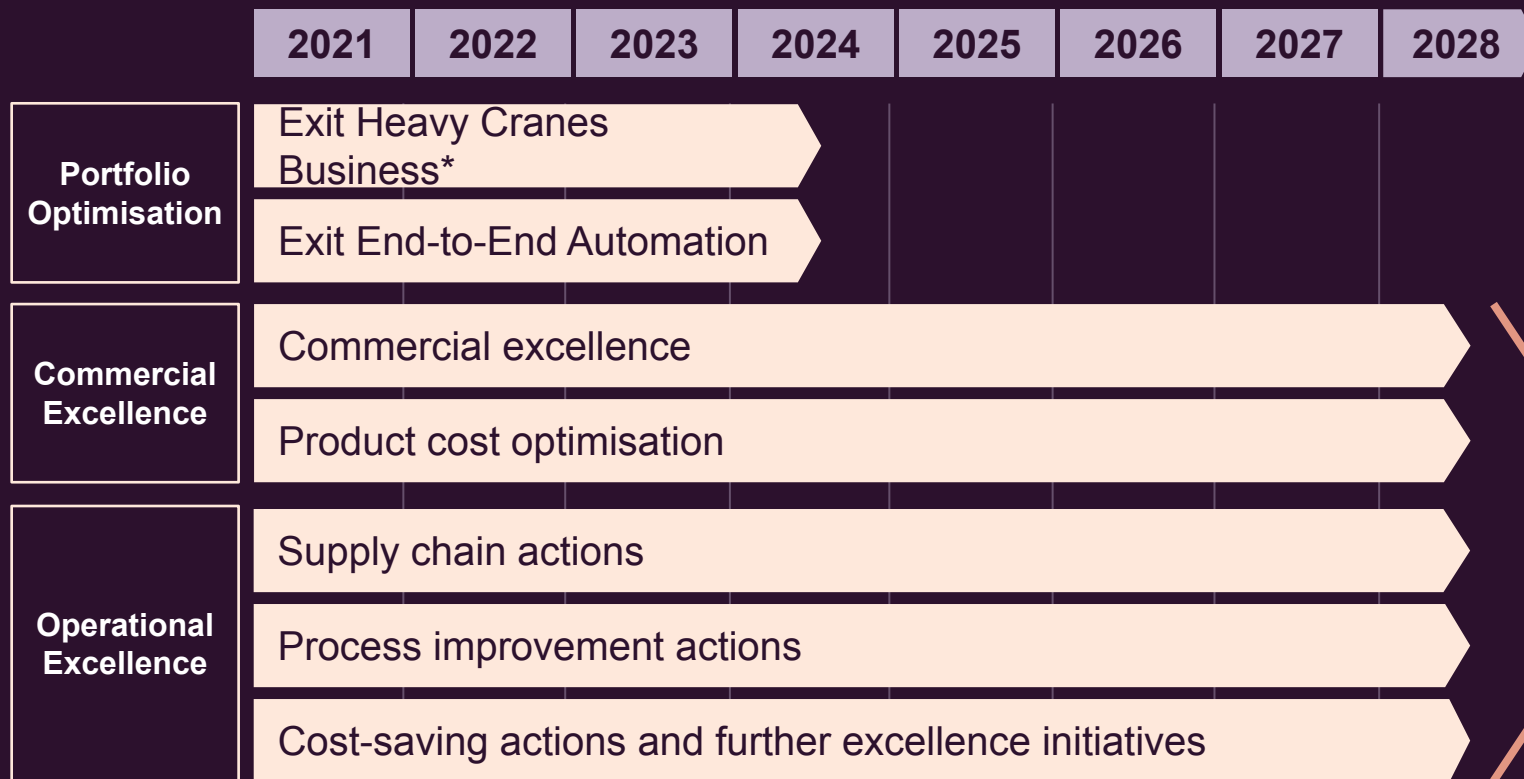 2021 2022 2023 2024 2025 2026 2027 2028
Portfolio
Optimisation
Exit Heavy Cranes
Business*
Exit End-to-End Automation
Commercial
Excellence
Commercial excellence
Product cost optimisation
Operational
Excellence
Supply chain actions
Process improvement actions
Cost-saving actions and further excellence initiatives